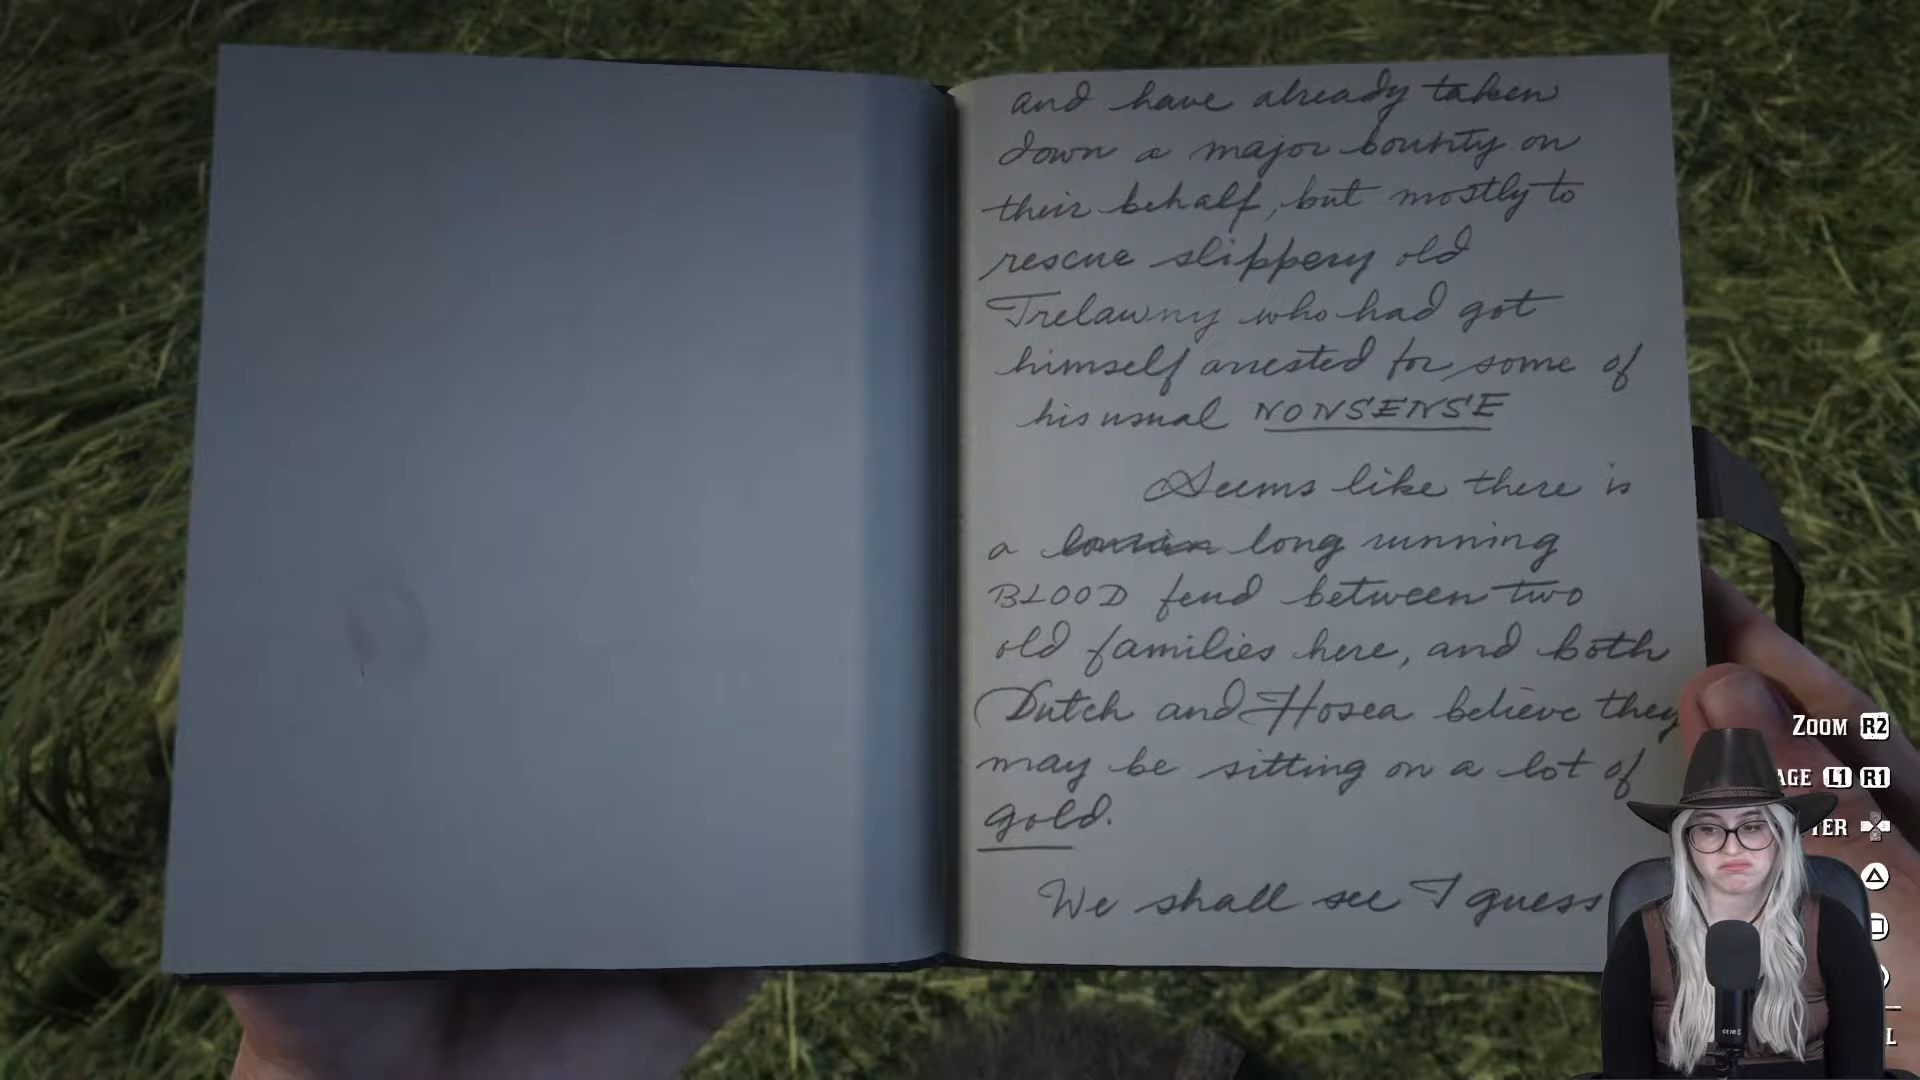 and have already taken
down a major bounty on
their behalf, but mostly to
rescue slippery old
Trelawny who had got
himself arrested for some of
his usual NONSENSE
Seems like there is
a long running
BLOOD feud between two
old families here, and both
Dutch and Hosea believe they
may be sitting on a lot of
gold.
We shall see I guess
ZOOM R2
AGE L1 R1
TER
L